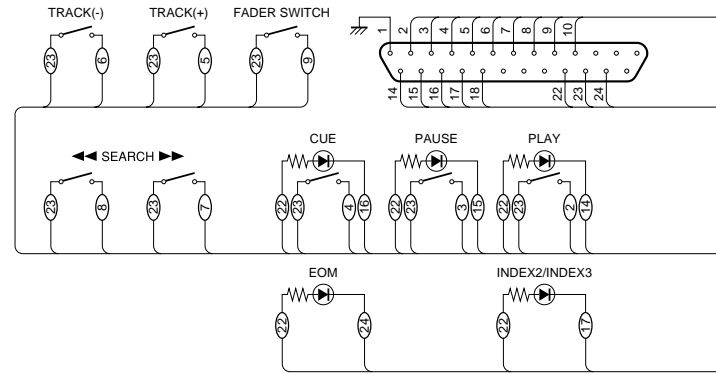 TRACK(-) TRACK(+) FADER SWITCH
1 2 3 4 5 6 7 8 9 10
23 6 23 5 23 9
14 15 16 17 18 22 23 24
◀◀ SEARCH ▶▶
CUE PAUSE PLAY
23 8 23 7 22 23 4 16 22 23 3 15 22 23 2 14
EOM INDEX2/INDEX3
22 24 22 17